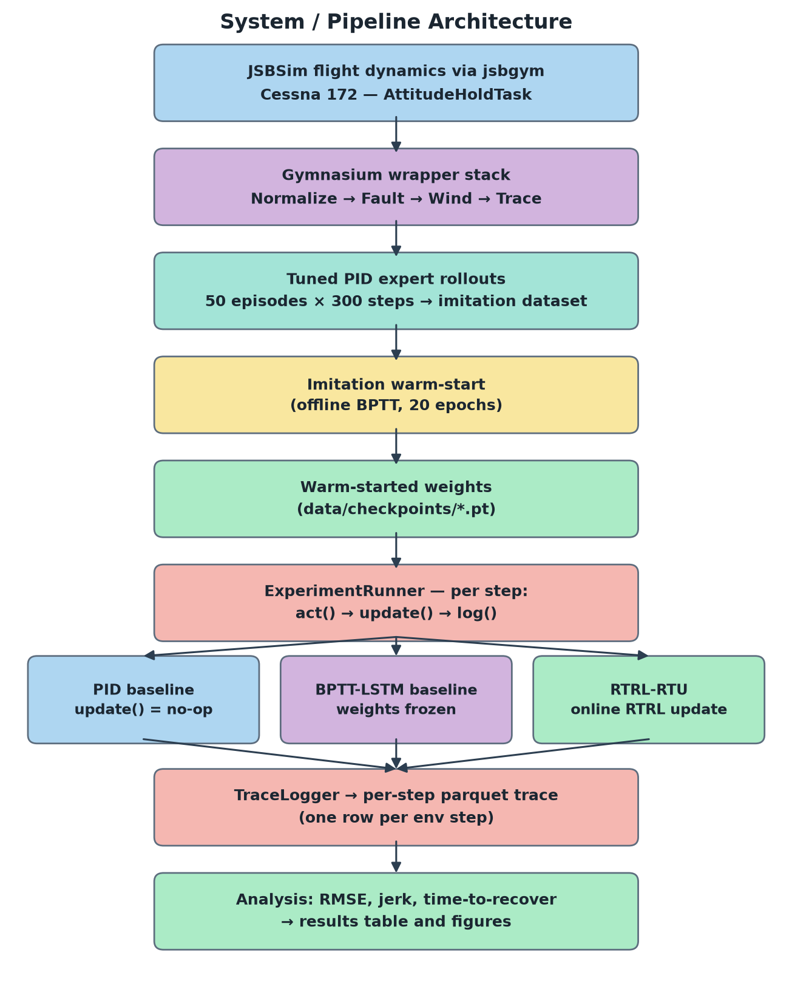 System / Pipeline Architecture
JSBSim flight dynamics via jsbgym
Cessna 172 — AttitudeHoldTask
Gymnasium wrapper stack
Normalize → Fault → Wind → Trace
Tuned PID expert rollouts
50 episodes × 300 steps → imitation dataset
Imitation warm-start
(offline BPTT, 20 epochs)
Warm-started weights
(data/checkpoints/*.pt)
ExperimentRunner — per step:
act() → update() → log()
PID baseline
update() = no-op
BPTT-LSTM baseline
weights frozen
RTRL-RTU
online RTRL update
TraceLogger → per-step parquet trace
(one row per env step)
Analysis: RMSE, jerk, time-to-recover
→ results table and figures